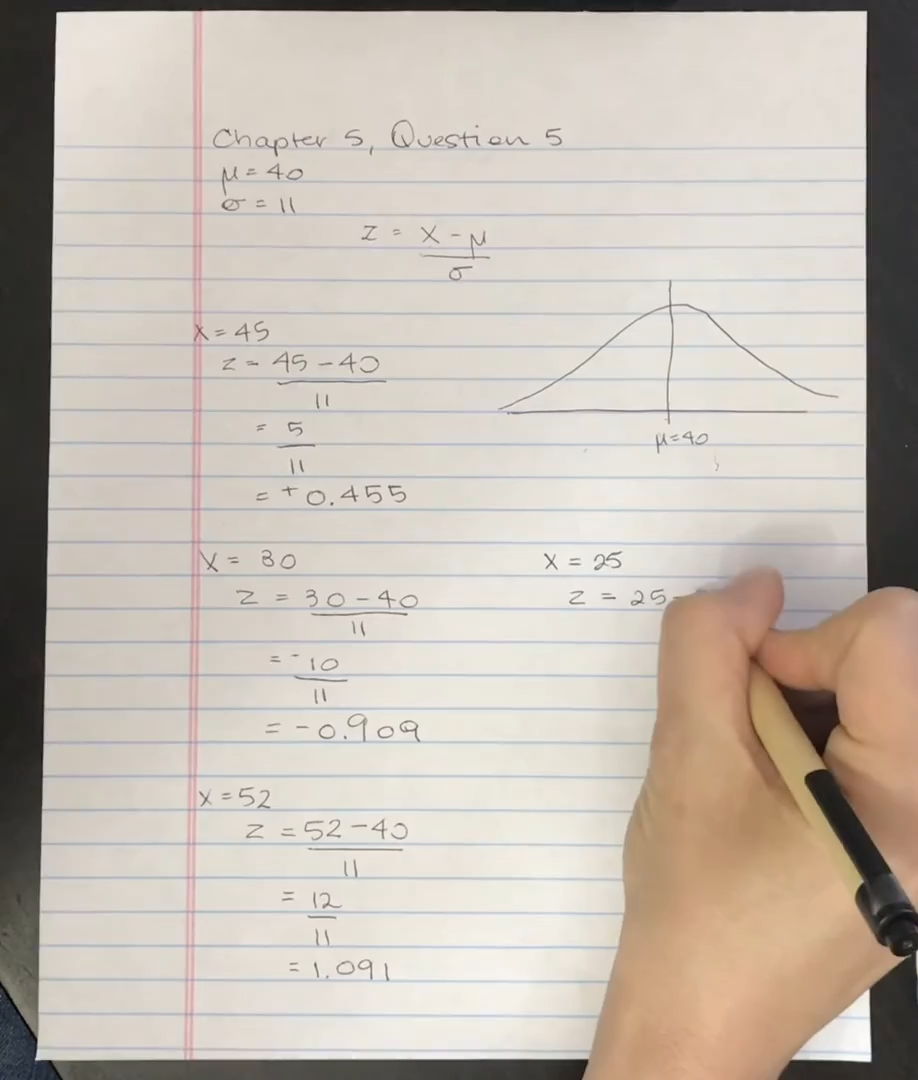 Chapter 5, Question 5
μ = 40
σ = 11
z = x - μ
σ
μ=40
x = 45
z = 45 - 40
11
= 5
11
= +0.455
x = 30
z = 30 - 40
11
= -10
11
= -0.909
x = 52
z = 52 - 40
11
= 12
11
= 1.091
x = 25
z = 25-